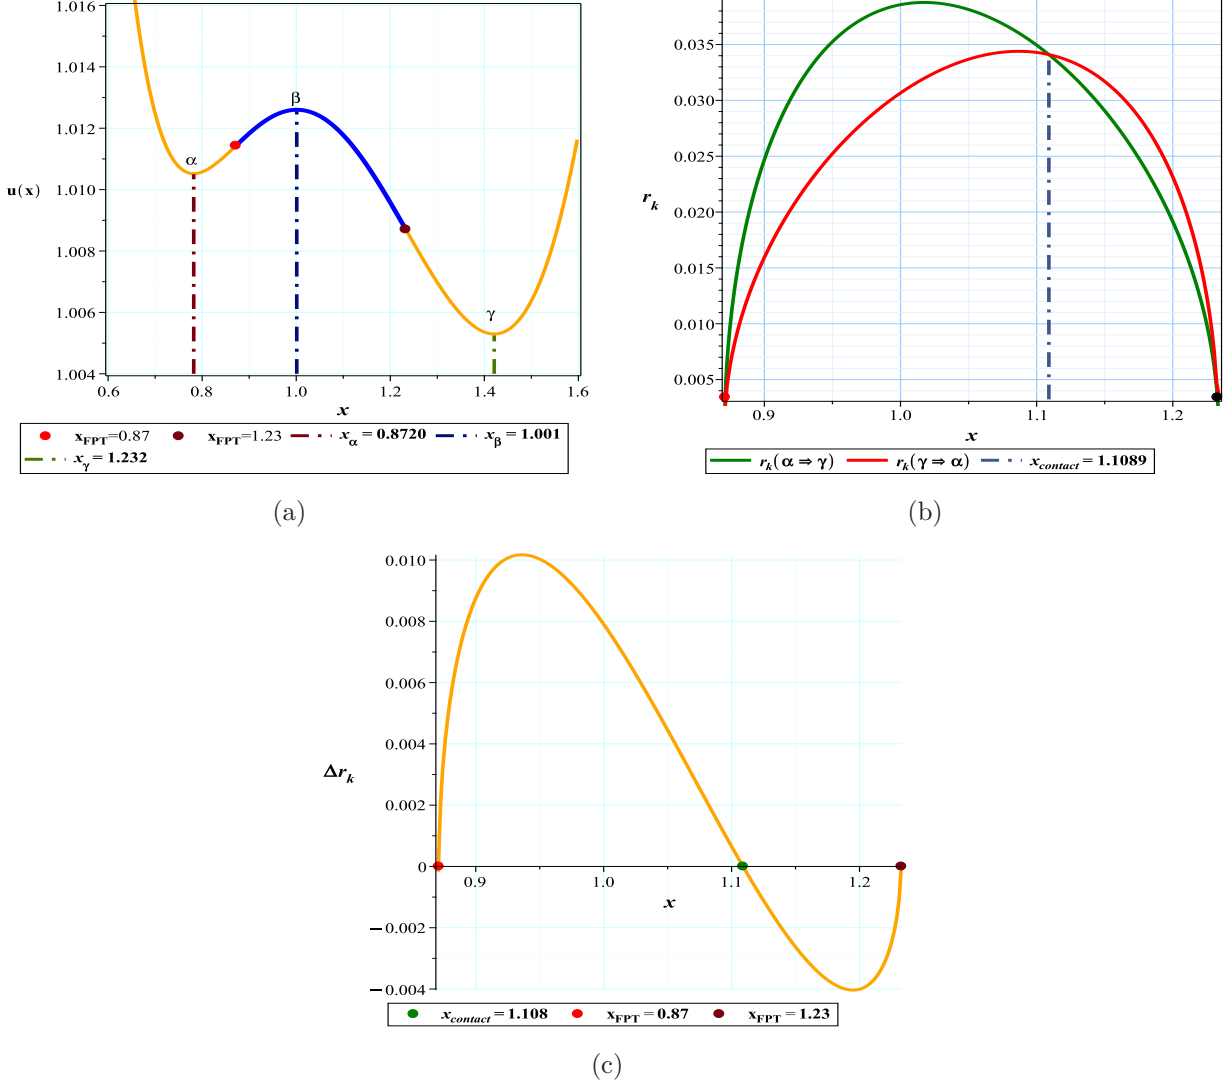 1.016
1.014
1.012
1.010
1.008
1.006
1.004
u(x)
α
β
γ
0.6 0.8 1.0 1.2 1.4 1.6
x
x_FPT=0.87 x_FPT=1.23 x_α = 0.8720 x_β = 1.001
x_γ = 1.232
(a)
0.035
0.030
0.025
0.020
0.015
0.010
0.005
r_k
0.9 1.0 1.1 1.2
x
r_k(α ⇒ γ) r_k(γ ⇒ α) x_contact = 1.1089
(b)
0.010
0.008
0.006
0.004
0.002
0
−0.002
−0.004
Δr_k
0.9 1.0 1.1 1.2
x
x_contact = 1.108 x_FPT = 0.87 x_FPT = 1.23
(c)